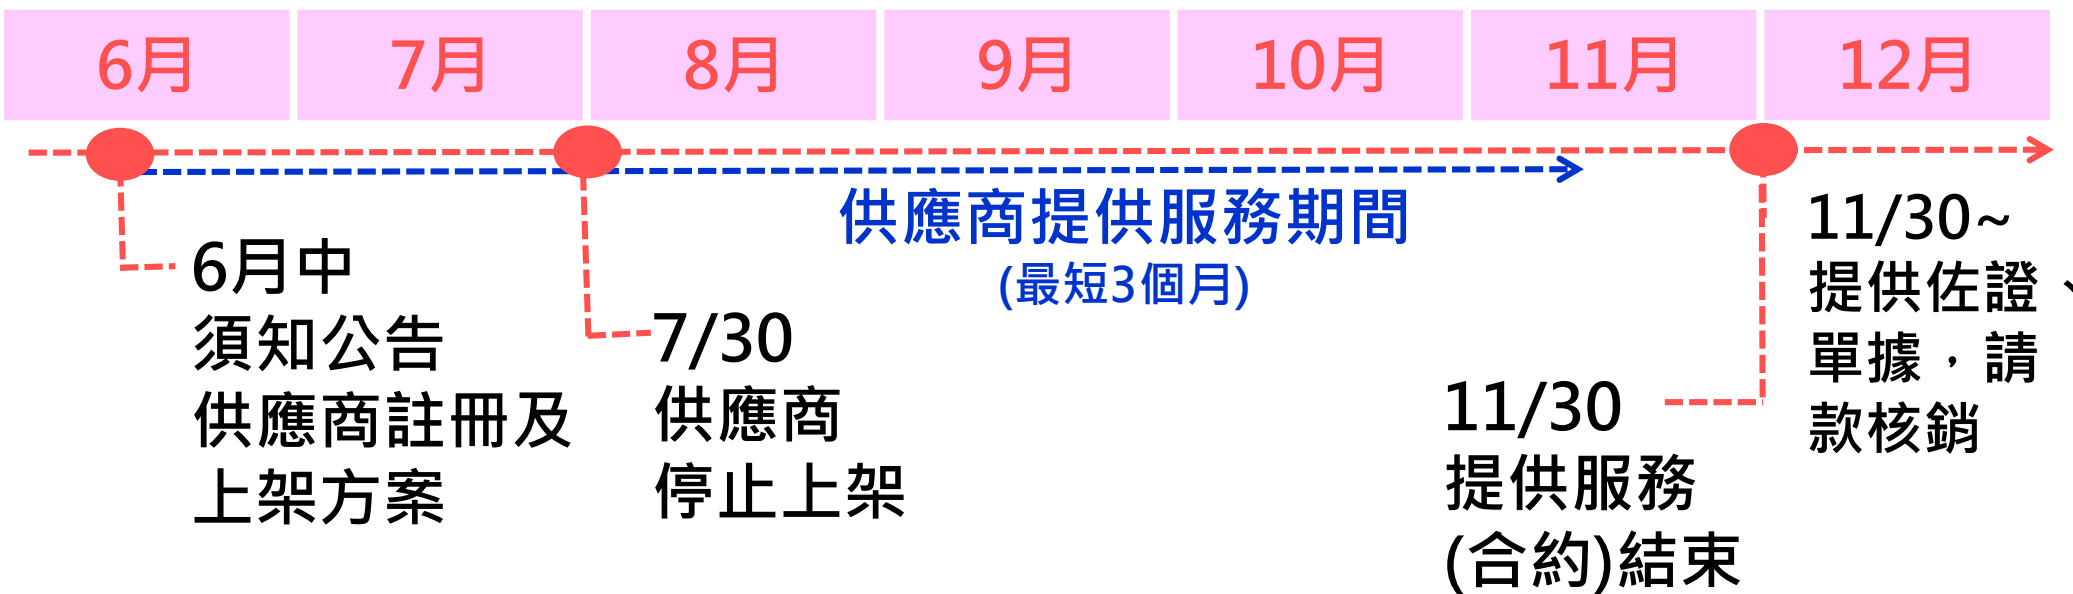 6月 7月 8月 9月 10月 11月 12月
供應商提供服務期間
(最短3個月)
6月中
須知公告
供應商註冊及
上架方案
7/30
供應商
停止上架
11/30
提供服務
(合約)結束
11/30~
提供佐證、
單據，請
款核銷